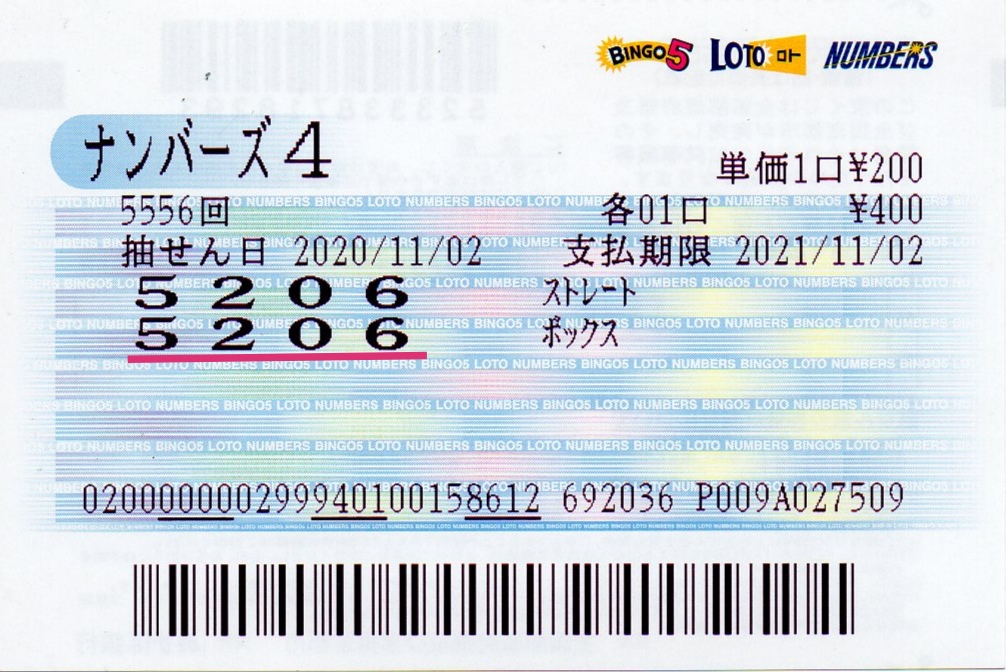 BINGO5 LOTO ロト NUMBERS
ナンバーズ4
単価1口¥200
5556回 各01口 ¥400
抽せん日 2020/11/02 支払期限 2021/11/02
5206 ストレート
5206 ボックス
0200000000299940100158612 692036 P009A027509